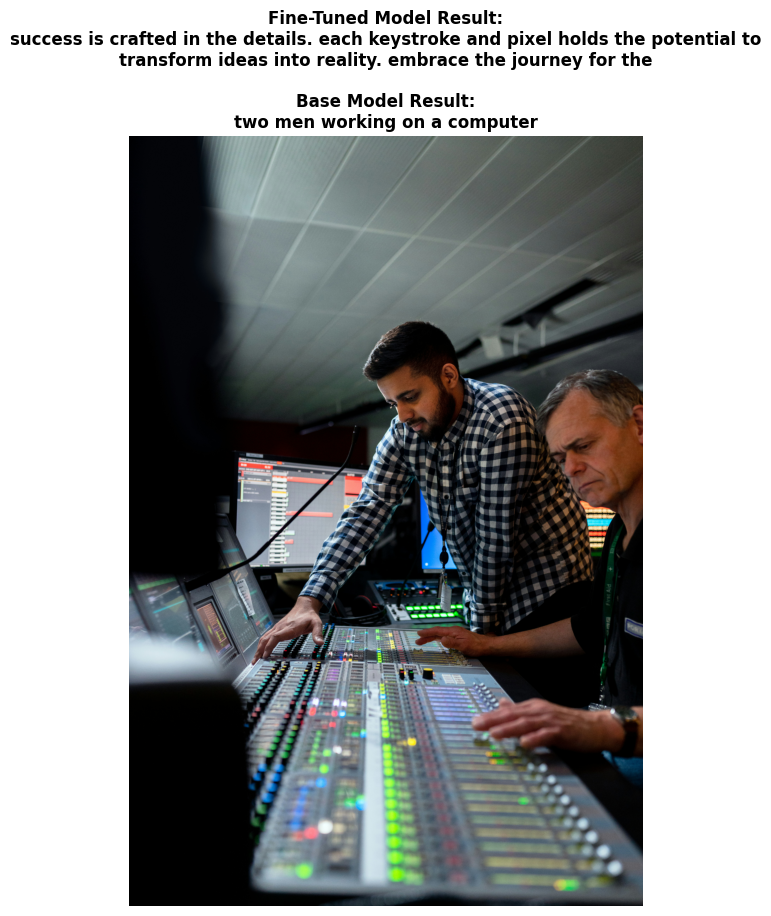 Fine-Tuned Model Result:
success is crafted in the details. each keystroke and pixel holds the potential to
transform ideas into reality. embrace the journey for the
Base Model Result:
two men working on a computer